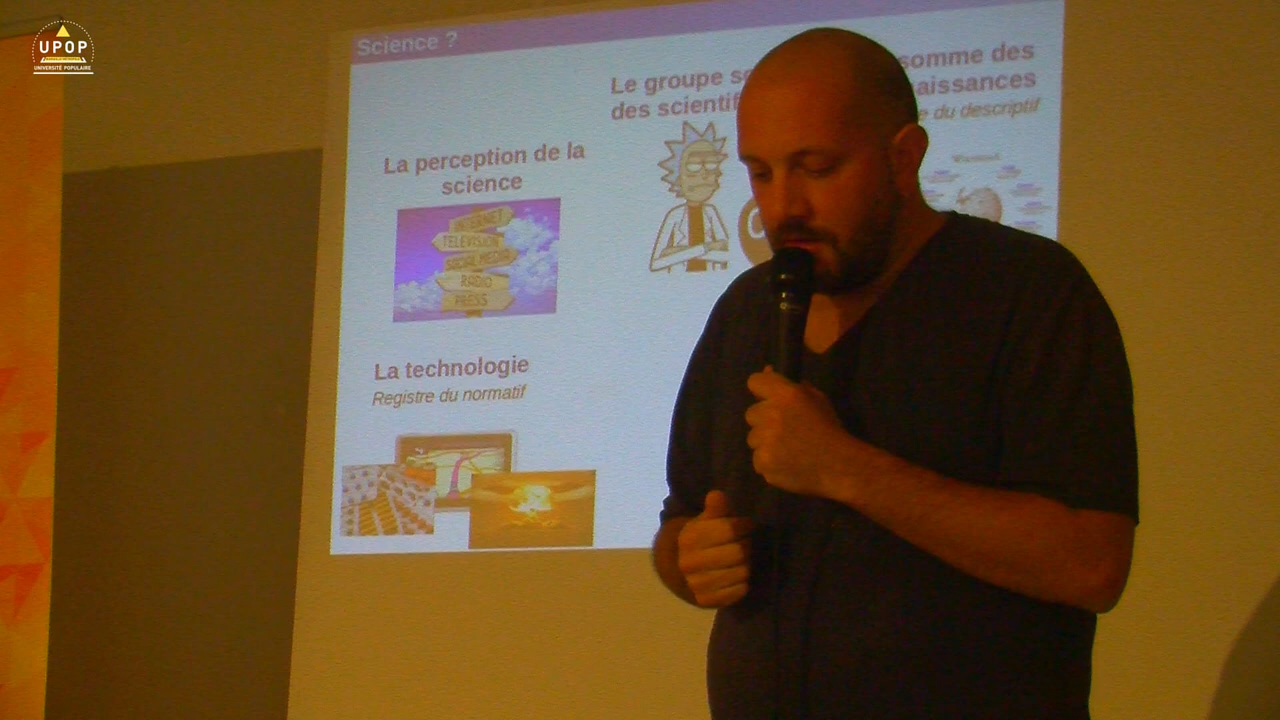 UPOP
UNIVERSITÉ POPULAIRE
Science ?
Le groupe
des scientif
somme des
aissances
du descriptif
La perception de la
science
INTERNET
TELEVISION
SOCIAL MEDIA
RADIO
PRESS
La technologie
Registre du normatif